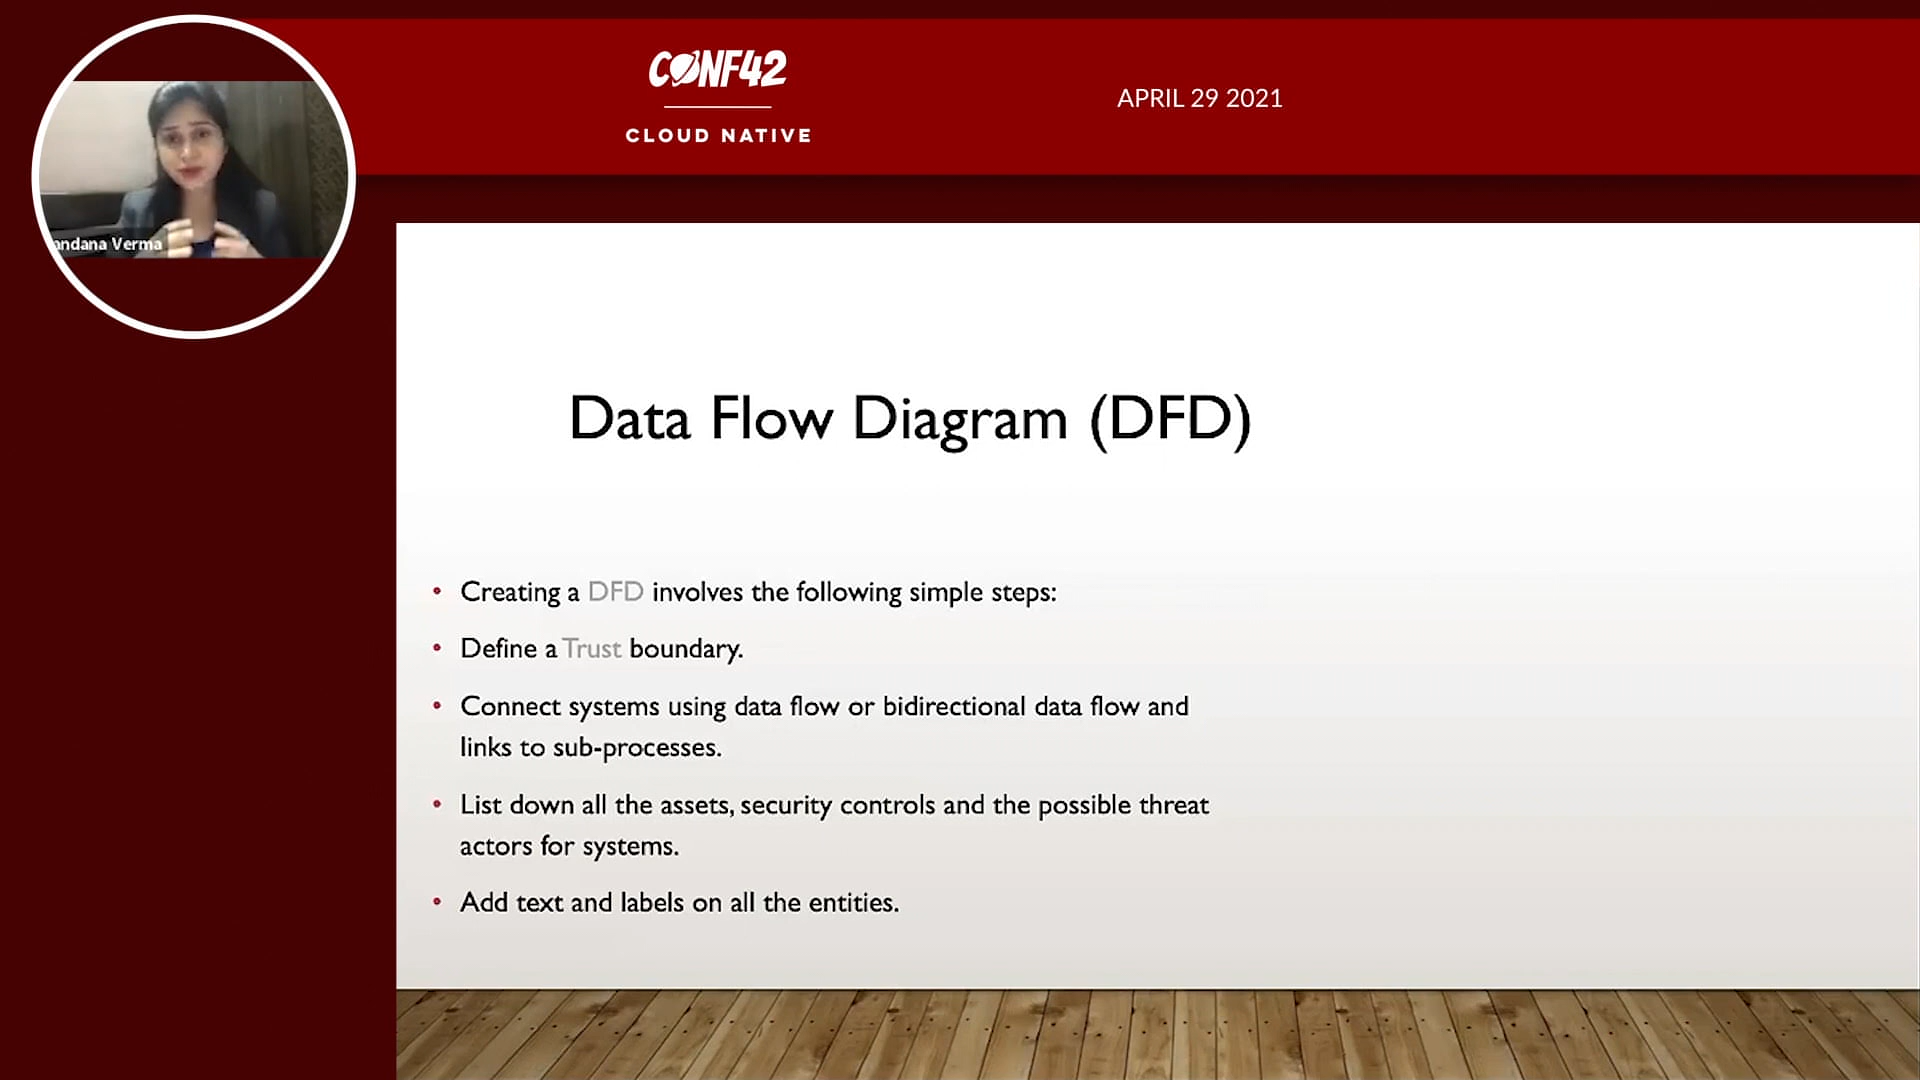 CONF42
CLOUD NATIVE
APRIL 29 2021
andana Verma
Data Flow Diagram (DFD)
• Creating a DFD involves the following simple steps:
• Define a Trust boundary.
• Connect systems using data flow or bidirectional data flow and
links to sub-processes.
• List down all the assets, security controls and the possible threat
actors for systems.
• Add text and labels on all the entities.